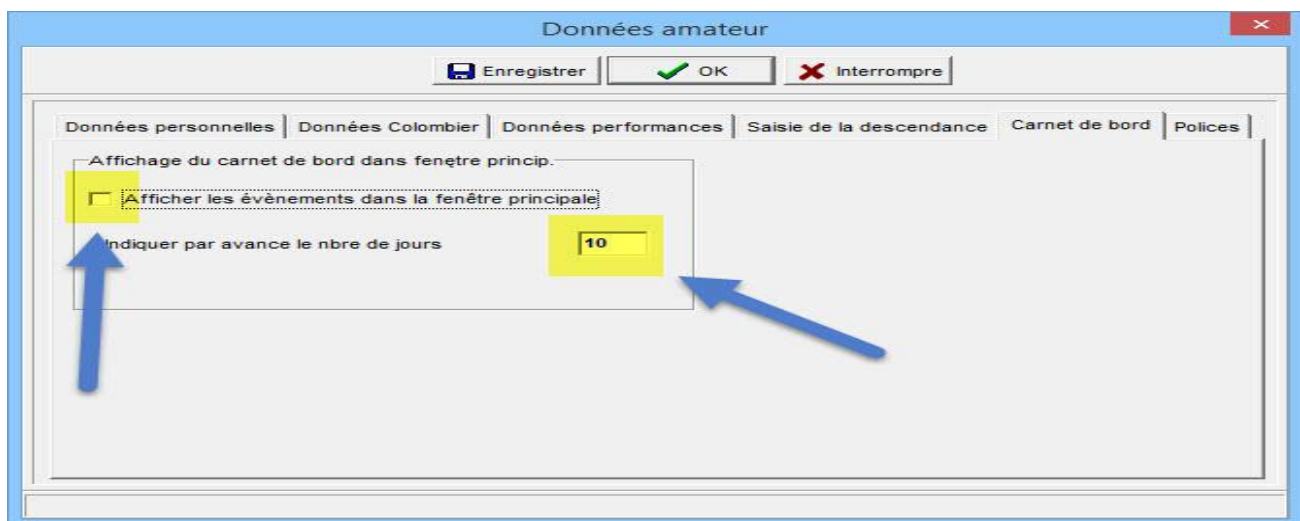 Données amateur
Enregistrer OK Interrompre
Données personnelles Données Colombier Données performances Saisie de la descendance Carnet de bord Polices
Affichage du carnet de bord dans fenętre princip.
Afficher les évènements dans la fenêtre principale
Indiquer par avance le nbre de jours 10